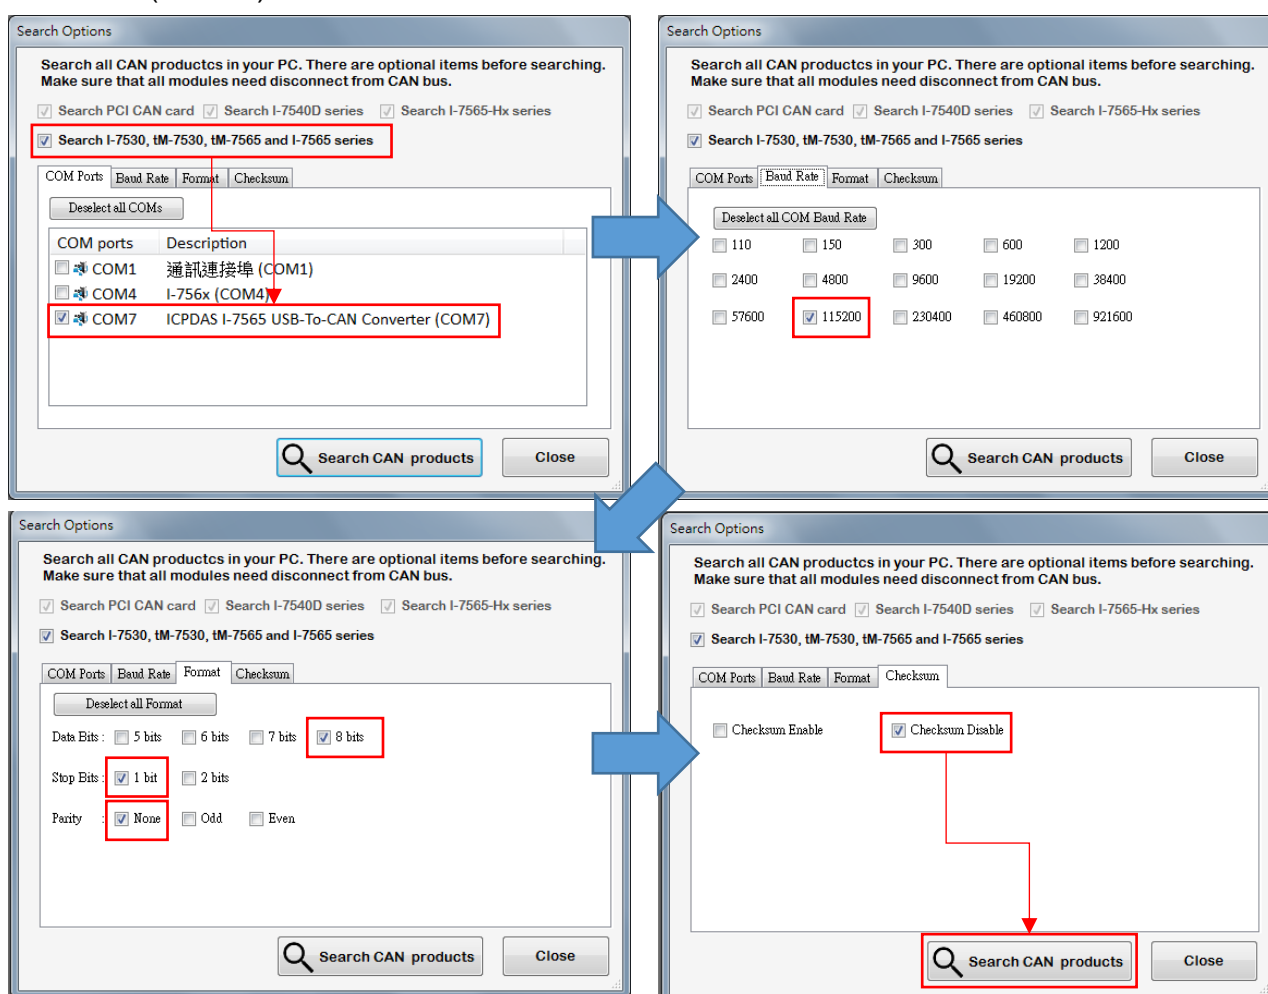 Search Options
Search all CAN productcs in your PC. There are optional items before searching.
Make sure that all modules need disconnect from CAN bus.
Search PCI CAN card Search I-7540D series Search I-7565-Hx series
Search I-7530, tM-7530, tM-7565 and I-7565 series
COM Ports Baud Rate Format Checksum
Deselect all COMs
COM ports Description
COM1 通訊連接埠 (COM1)
COM4 I-756x (COM4)
COM7 ICPDAS I-7565 USB-To-CAN Converter (COM7)
Search CAN products Close
Search Options
Search all CAN productcs in your PC. There are optional items before searching.
Make sure that all modules need disconnect from CAN bus.
Search PCI CAN card Search I-7540D series Search I-7565-Hx series
Search I-7530, tM-7530, tM-7565 and I-7565 series
COM Ports Baud Rate Format Checksum
Deselect all COM Baud Rate
110 150 300 600 1200
2400 4800 9600 19200 38400
57600 115200 230400 460800 921600
Search CAN products Close
Search Options
Search all CAN productcs in your PC. There are optional items before searching.
Make sure that all modules need disconnect from CAN bus.
Search PCI CAN card Search I-7540D series Search I-7565-Hx series
Search I-7530, tM-7530, tM-7565 and I-7565 series
COM Ports Baud Rate Format Checksum
Deselect all Format
Data Bits : 5 bits 6 bits 7 bits 8 bits
Stop Bits : 1 bit 2 bits
Parity : None Odd Even
Search CAN products Close
Search Options
Search all CAN productcs in your PC. There are optional items before searching.
Make sure that all modules need disconnect from CAN bus.
Search PCI CAN card Search I-7540D series Search I-7565-Hx series
Search I-7530, tM-7530, tM-7565 and I-7565 series
COM Ports Baud Rate Format Checksum
Checksum Enable Checksum Disable
Search CAN products Close